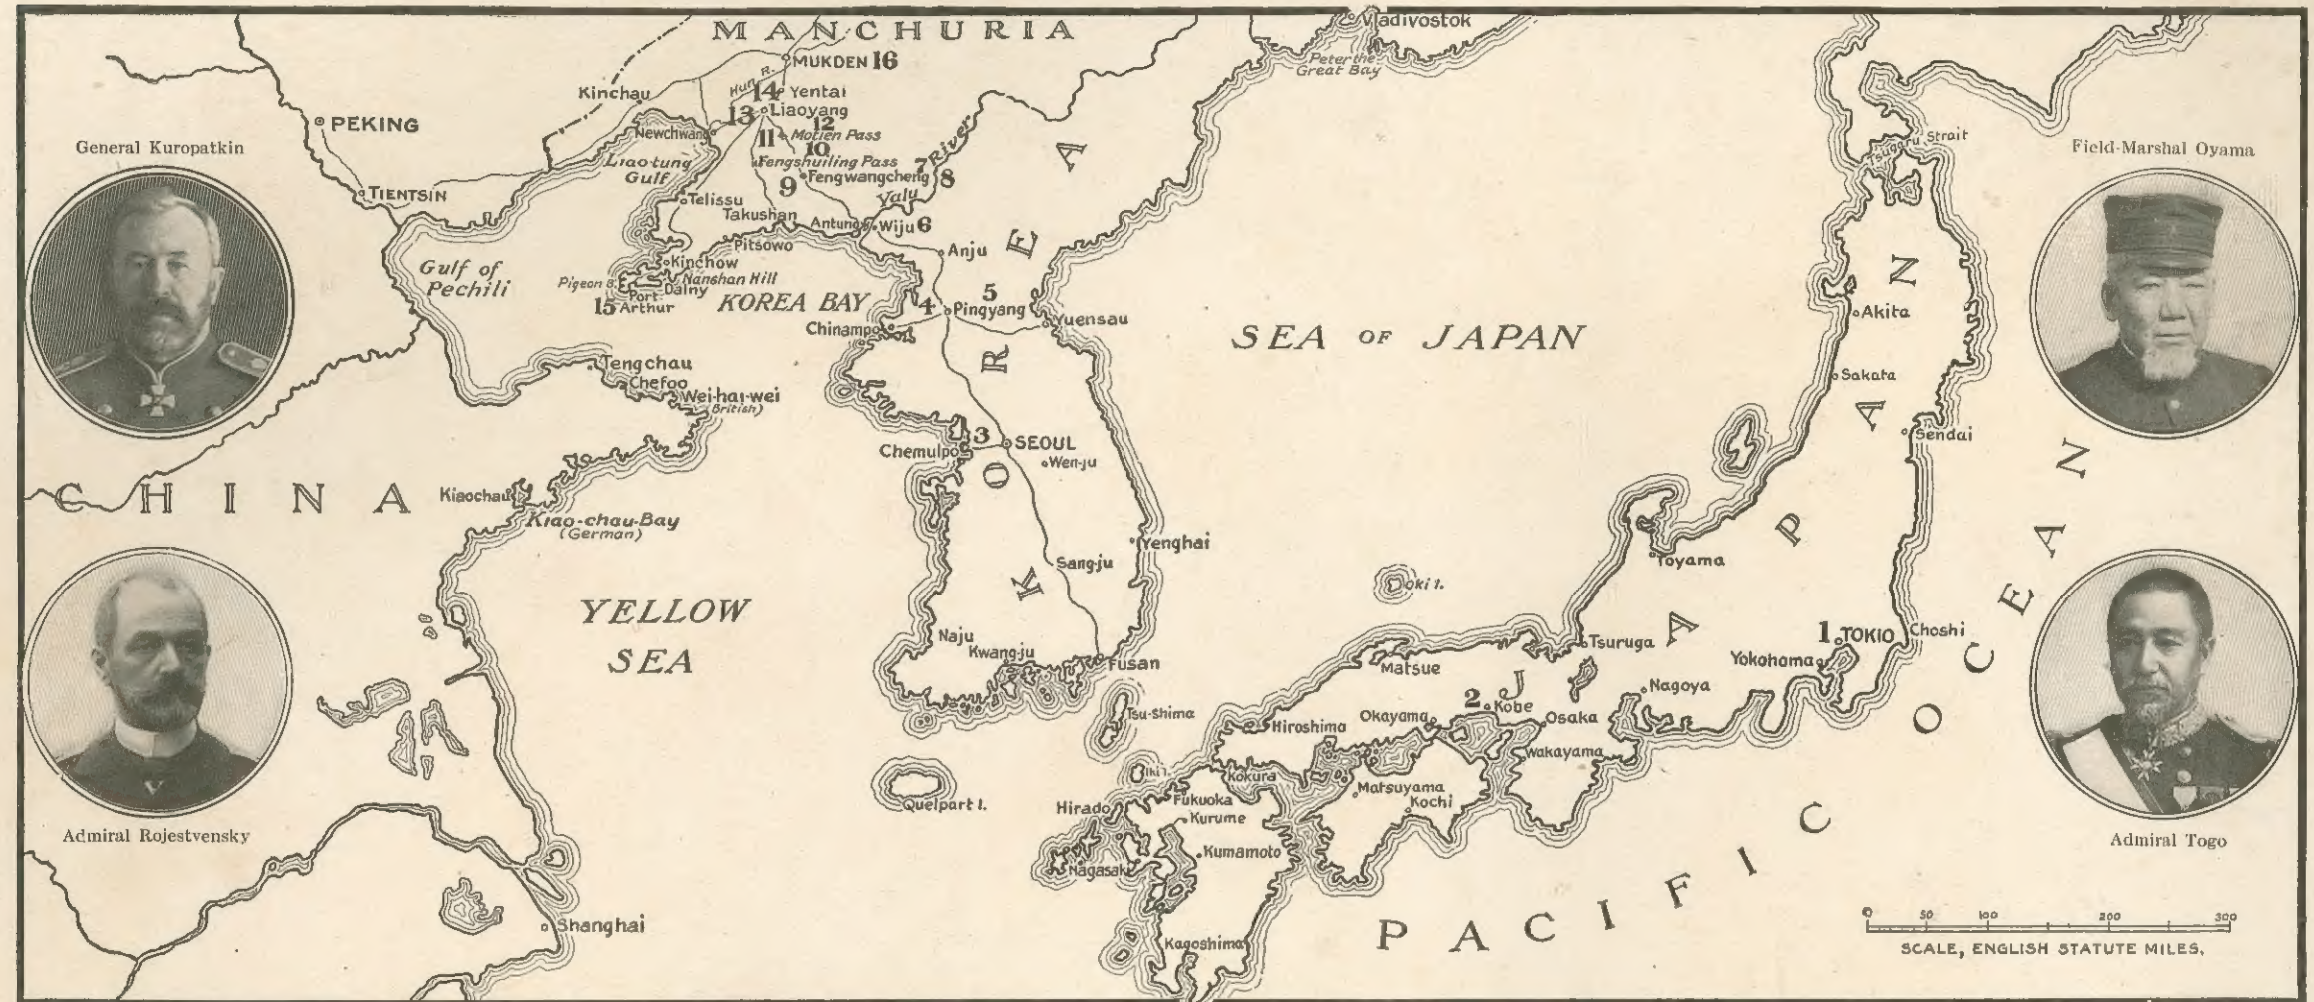 MANCHURIA
Vladivostok
Peter the
Great Bay
MUKDEN 16
Hun R.
14 Yentai
Kinchau
13 Liaoyang
12
11 Motien Pass
10
Newchwang
Fengshuiling Pass
9 Fengwangcheng
7 8
Yalu River
Liao-tung
Gulf
PEKING
TIENTSIN
General Kuropatkin
Telissu
Takushan
Antung
Wiju 6
Pitsowo
Anju
Kinchow
Nanshan Hill
Pigeon B.
Dalny
15 Port
Arthur
Gulf of
Pechili
KOREA BAY
4
5
Pingyang
Chinampo
Yuensau
KOREA
SEA OF JAPAN
Tsugaru Strait
Field-Marshal Oyama
Akita
Sakata
Sendai
Tengchau
Chefoo
Wei-hai-wei
(British)
3
Chemulpo
SEOUL
Wen-ju
CHINA
Kiaochau
Kiao-chau-Bay
(German)
Yenghai
Sang-ju
YELLOW
SEA
Naju
Kwang-ju
Fusan
Toyama
Oki I.
JAPAN
1 TOKIO
Choshi
Yokohama
Tsuruga
Matsue
Nagoya
2 Kobe
Osaka
Okayama
Hiroshima
Wakayama
Tsu-Shima
Iki I.
Kokura
Matsuyama
Kochi
Quelpart I.
Hirado
Fukuoka
Kurume
Kumamoto
Nagasaki
Kagoshima
Shanghai
Admiral Rojestvensky
Admiral Togo
PACIFIC OCEAN
0 50 100 200 300
SCALE, ENGLISH STATUTE MILES.